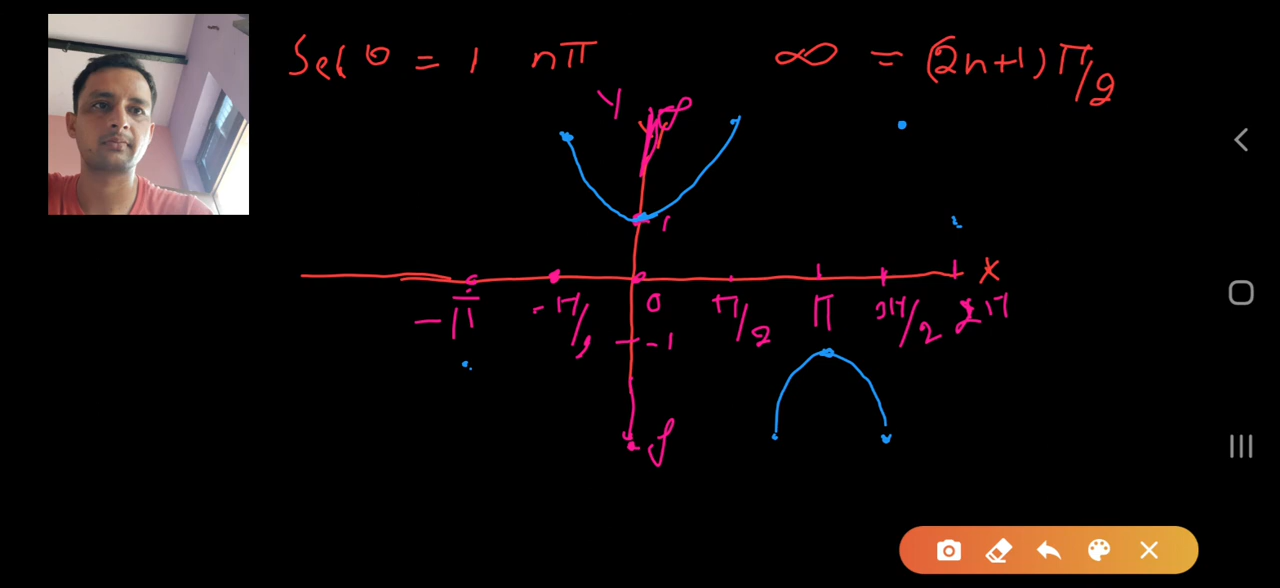 Sec θ = 1 nπ ∞ = (2n+1) π/2
Y
1
X
-π -π/2 0 π/2 π 3π/2 2π
-1